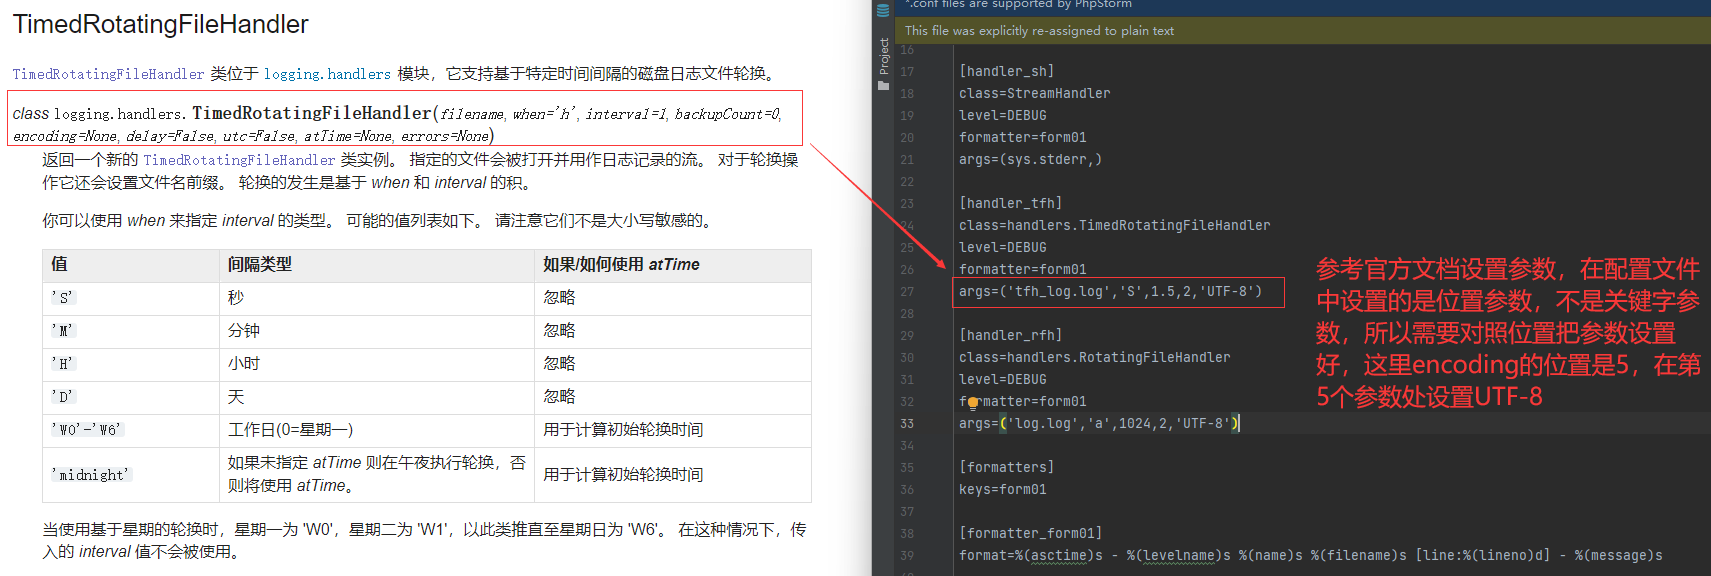 TimedRotatingFileHandler
TimedRotatingFileHandler 类位于 logging.handlers 模块，它支持基于特定时间间隔的磁盘日志文件轮换。
class logging.handlers.TimedRotatingFileHandler(filename, when='h', interval=1, backupCount=0,
encoding=None, delay=False, utc=False, atTime=None, errors=None)
返回一个新的 TimedRotatingFileHandler 类实例。 指定的文件会被打开并用作日志记录的流。 对于轮换操
作它还会设置文件名前缀。 轮换的发生是基于 when 和 interval 的积。
你可以使用 when 来指定 interval 的类型。 可能的值列表如下。 请注意它们不是大小写敏感的。
值 间隔类型 如果/如何使用 atTime
'S' 秒 忽略
'M' 分钟 忽略
'H' 小时 忽略
'D' 天 忽略
'W0'-'W6' 工作日(0=星期一) 用于计算初始轮换时间
'midnight' 如果未指定 atTime 则在午夜执行轮换，否 用于计算初始轮换时间
则将使用 atTime。
当使用基于星期的轮换时，星期一为 'W0'，星期二为 'W1'，以此类推直至星期日为 'W6'。 在这种情况下，传
入的 interval 值不会被使用。
*.conf files are supported by PhpStorm
This file was explicitly re-assigned to plain text
Project
16
17 [handler_sh]
18 class=StreamHandler
19 level=DEBUG
20 formatter=form01
21 args=(sys.stderr,)
22
23 [handler_tfh]
24 class=handlers.TimedRotatingFileHandler
25 level=DEBUG
26 formatter=form01
27 args=('tfh_log.log','S',1.5,2,'UTF-8')
28
29 [handler_rfh]
30 class=handlers.RotatingFileHandler
31 level=DEBUG
32 formatter=form01
33 args=('log.log','a',1024,2,'UTF-8')
34
35 [formatters]
36 keys=form01
37
38 [formatter_form01]
39 format=%(asctime)s - %(levelname)s %(name)s %(filename)s [line:%(lineno)d] - %(message)s
参考官方文档设置参数，在配置文件
中设置的是位置参数，不是关键字参
数，所以需要对照位置把参数设置
好，这里encoding的位置是5，在第
5个参数处设置UTF-8